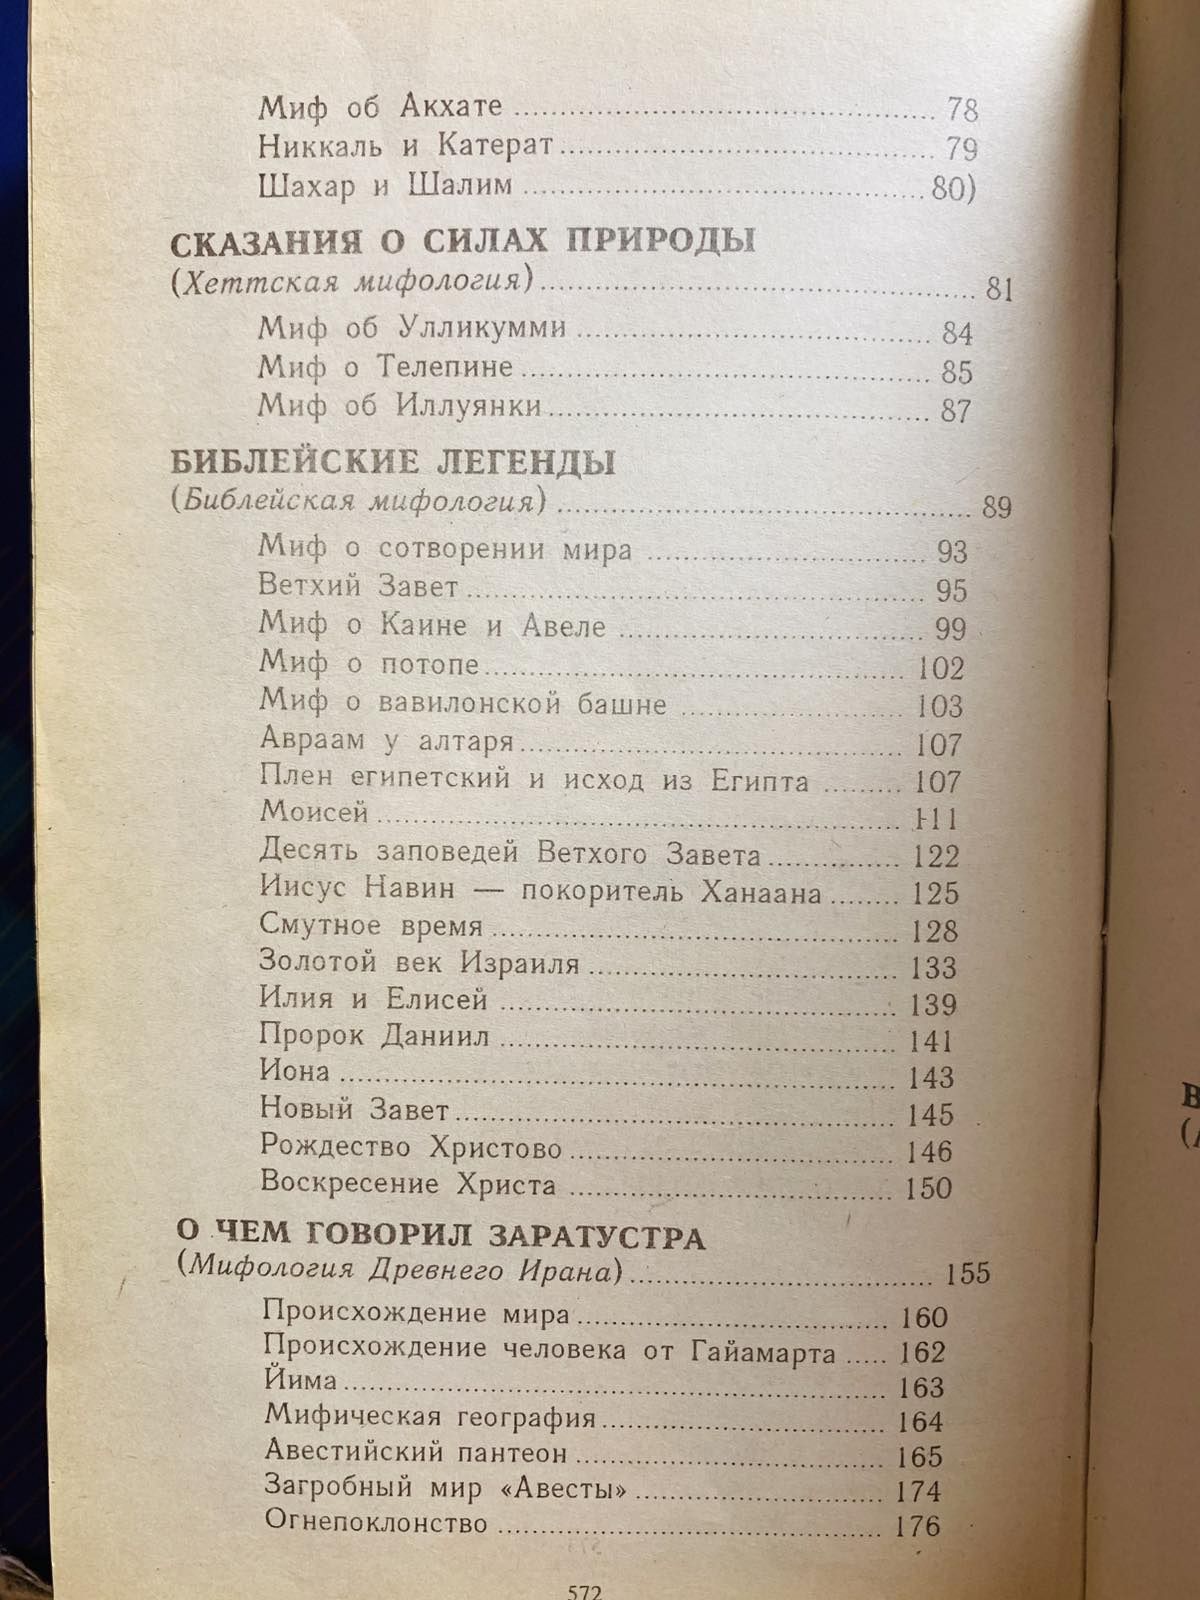 Миф об Акхате ..... 78
Никкаль и Катерат ..... 79
Шахар и Шалим ..... 80)
СКАЗАНИЯ О СИЛАХ ПРИРОДЫ
(Хеттская мифология) ..... 81
Миф об Улликумми ..... 84
Миф о Телепине ..... 85
Миф об Иллуянки ..... 87
БИБЛЕЙСКИЕ ЛЕГЕНДЫ
(Библейская мифология) ..... 89
Миф о сотворении мира ..... 93
Ветхий Завет ..... 95
Миф о Каине и Авеле ..... 99
Миф о потопе ..... 102
Миф о вавилонской башне ..... 103
Авраам у алтаря ..... 107
Плен египетский и исход из Египта ..... 107
Моисей ..... 111
Десять заповедей Ветхого Завета ..... 122
Иисус Навин — покоритель Ханаана ..... 125
Смутное время ..... 128
Золотой век Израиля ..... 133
Илия и Елисей ..... 139
Пророк Даниил ..... 141
Иона ..... 143
Новый Завет ..... 145
Рождество Христово ..... 146
Воскресение Христа ..... 150
О ЧЕМ ГОВОРИЛ ЗАРАТУСТРА
(Мифология Древнего Ирана) ..... 155
Происхождение мира ..... 160
Происхождение человека от Гайамарта ..... 162
Йима ..... 163
Мифическая география ..... 164
Авестийский пантеон ..... 165
Загробный мир «Авесты» ..... 174
Огнепоклонство ..... 176
572